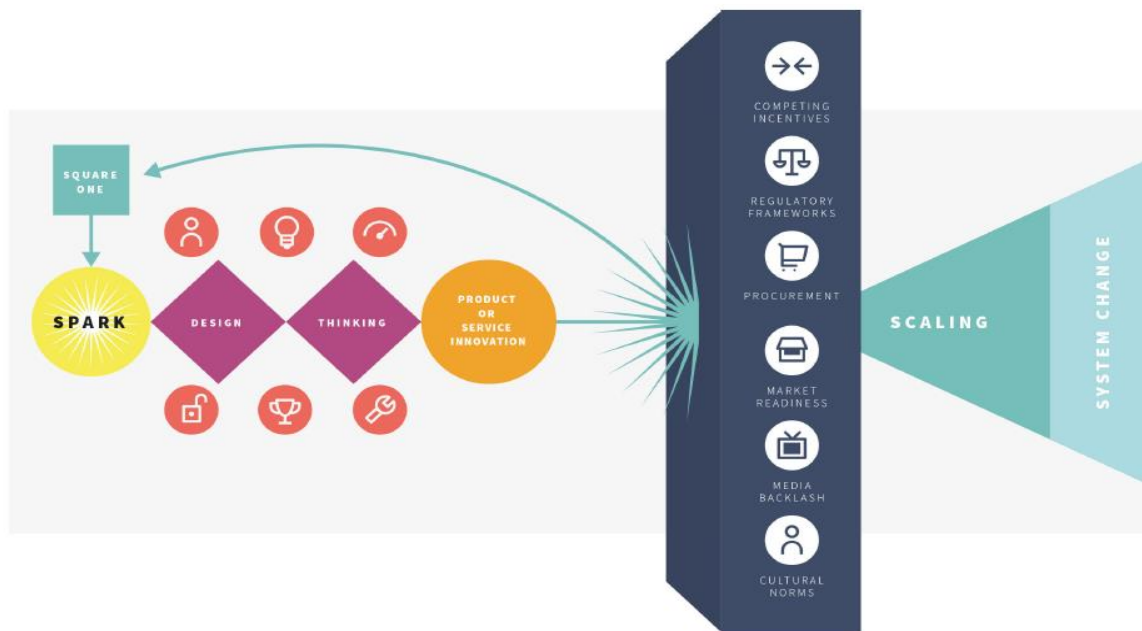 SQUARE
ONE
SPARK
DESIGN
THINKING
PRODUCT
OR
SERVICE
INNOVATION
COMPETING
INCENTIVES
REGULATORY
FRAMEWORKS
PROCUREMENT
MARKET
READINESS
MEDIA
BACKLASH
CULTURAL
NORMS
SCALING
SYSTEM CHANGE